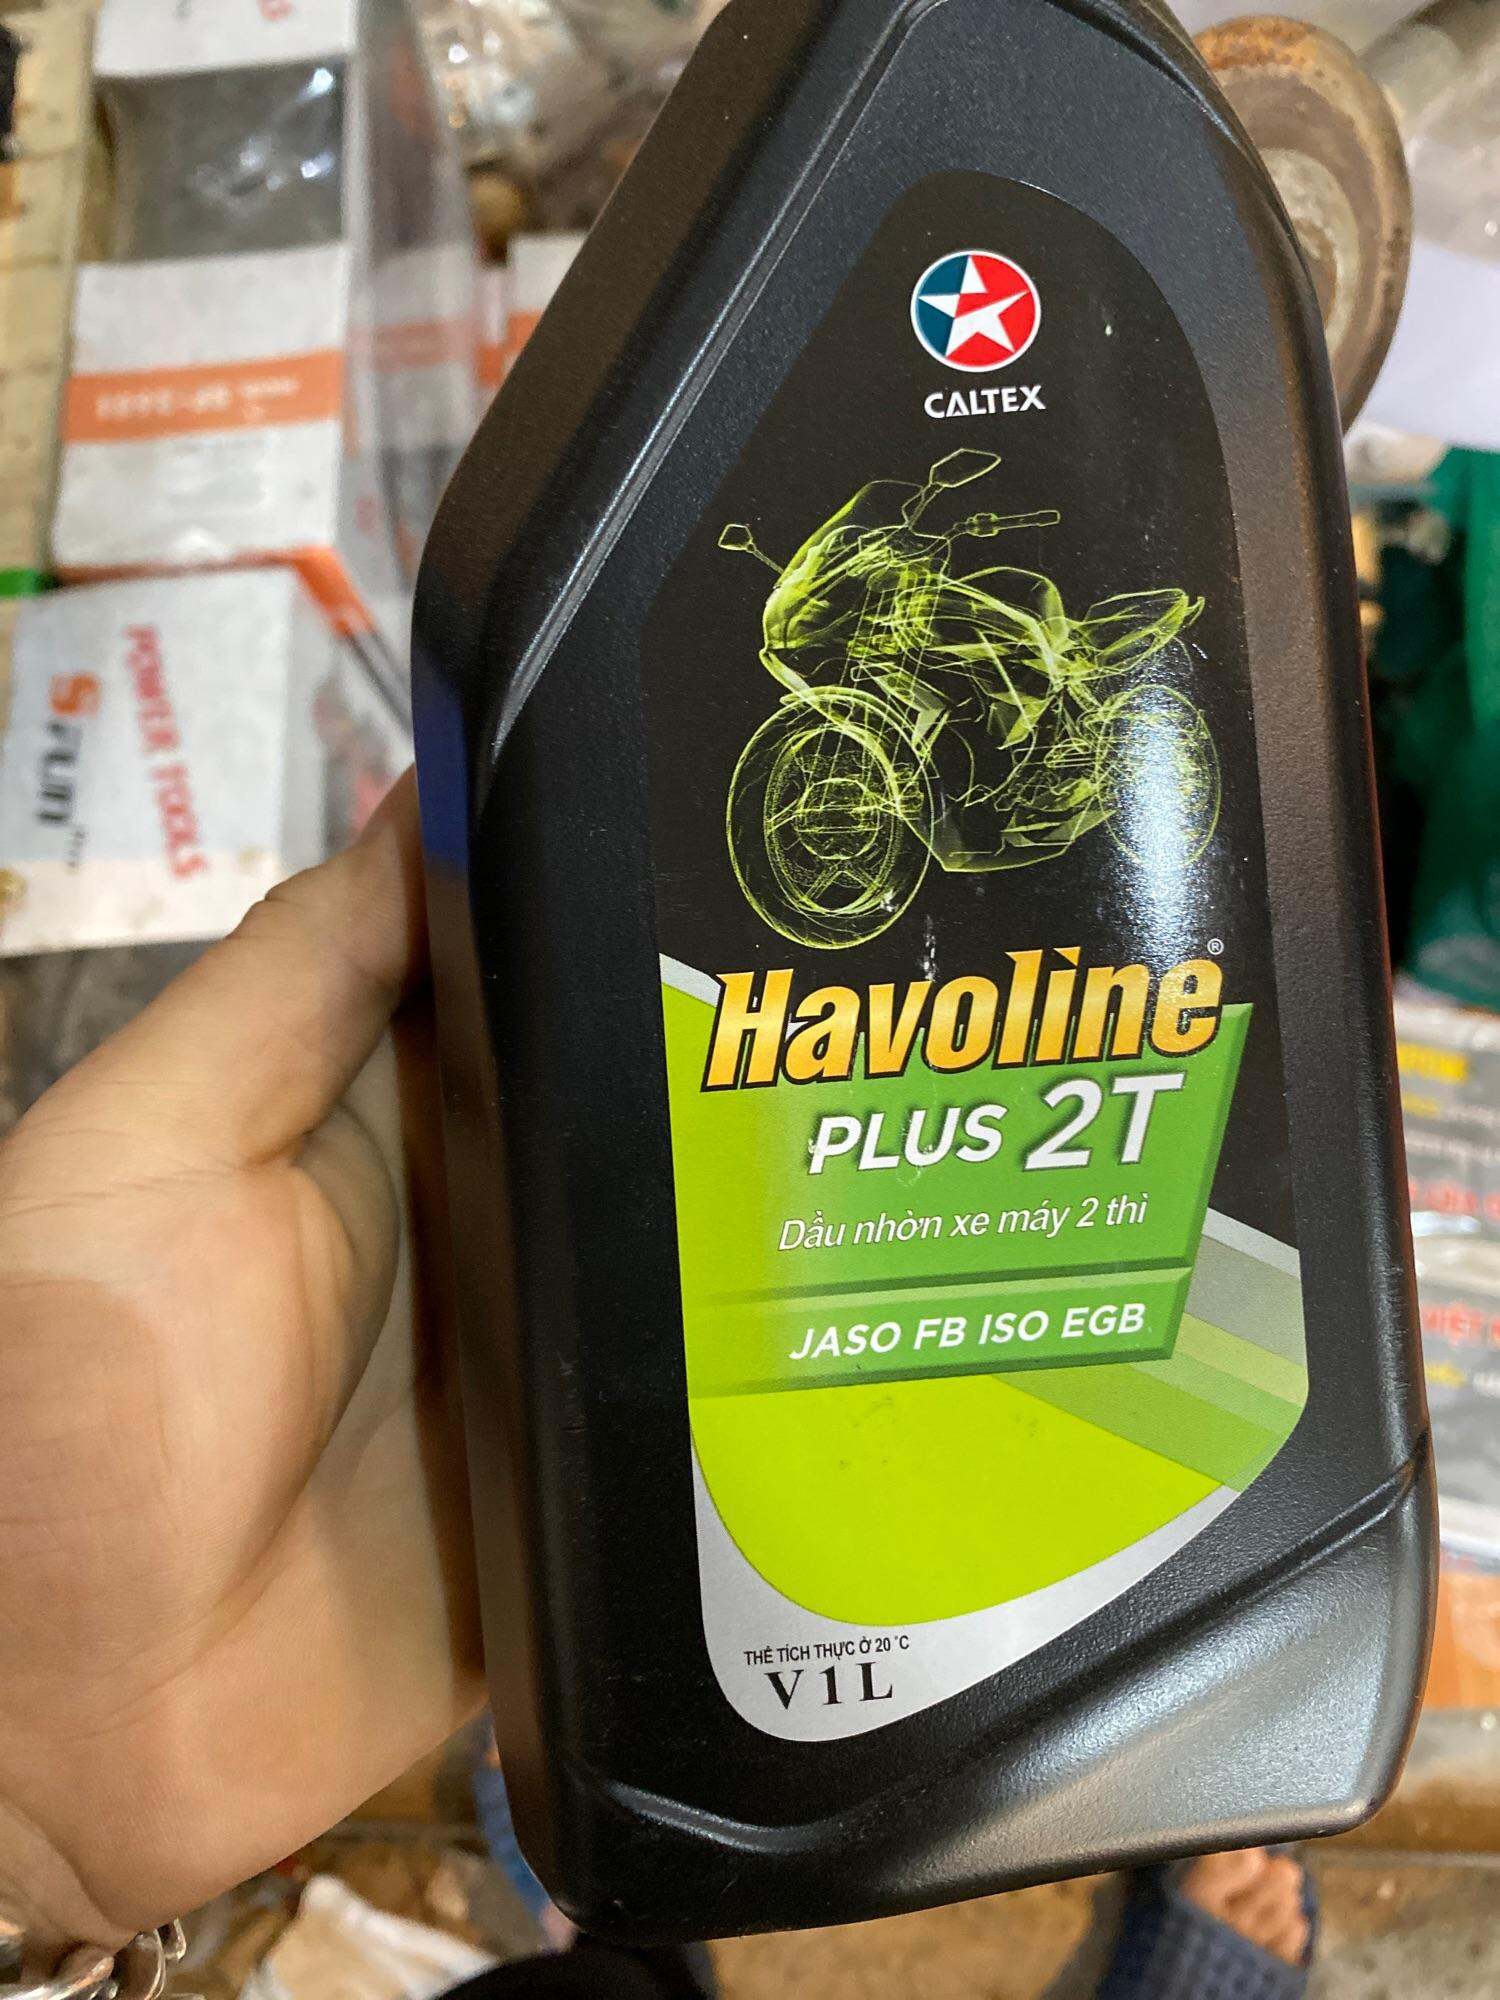 CALTEX
Havoline®
PLUS 2T
Dầu nhờn xe máy 2 thì
JASO FB ISO EGB
THỂ TÍCH THỰC Ở 20°C
V 1 L
POWER TOOLS